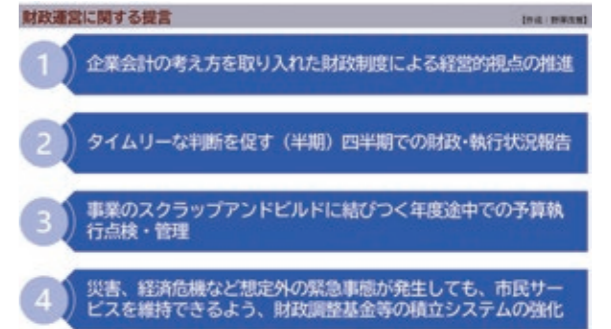 財政運営に関する提言
1
企業会計の考え方を取り入れた財政制度による経営的視点の推進
2
タイムリーな判断を促す（半期）四半期での財政・執行状況報告
3
事業のスクラップアンドビルドに結びつく年度途中での予算執
行点検・管理
4
災害、経済危機など想定外の緊急事態が発生しても、市民サー
ビスを維持できるよう、財政調整基金等の積立システムの強化